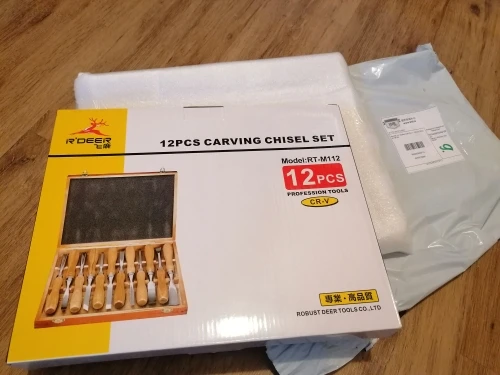 R'DEER
飞鹿
12PCS CARVING CHISEL SET
Model:RT-M112
12PCS
PROFESSION TOOLS
CR-V
專業·高品質
ROBUST DEER TOOLS CO.,LTD